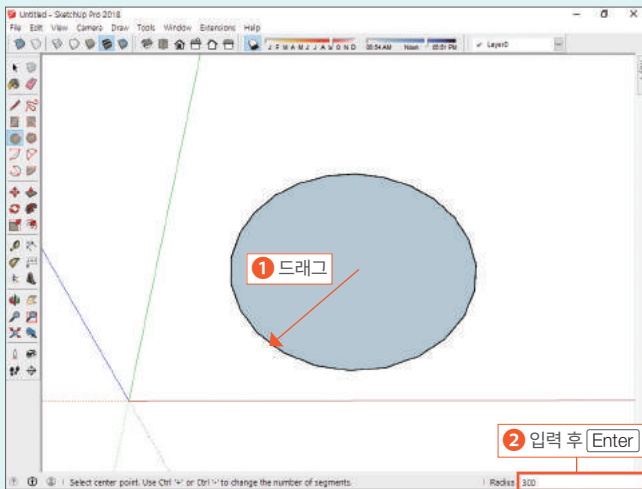 Untitled - SketchUp Pro 2018
File Edit View Camera Draw Tools Window Extensions Help
J F M A M J J A S O N D 06:54 AM Noon 05:01 PM Layer0
1 드래그
2 입력 후 Enter
Select center point. Use Ctrl '+' or Ctrl '-' to change the number of segments.
Radius 300